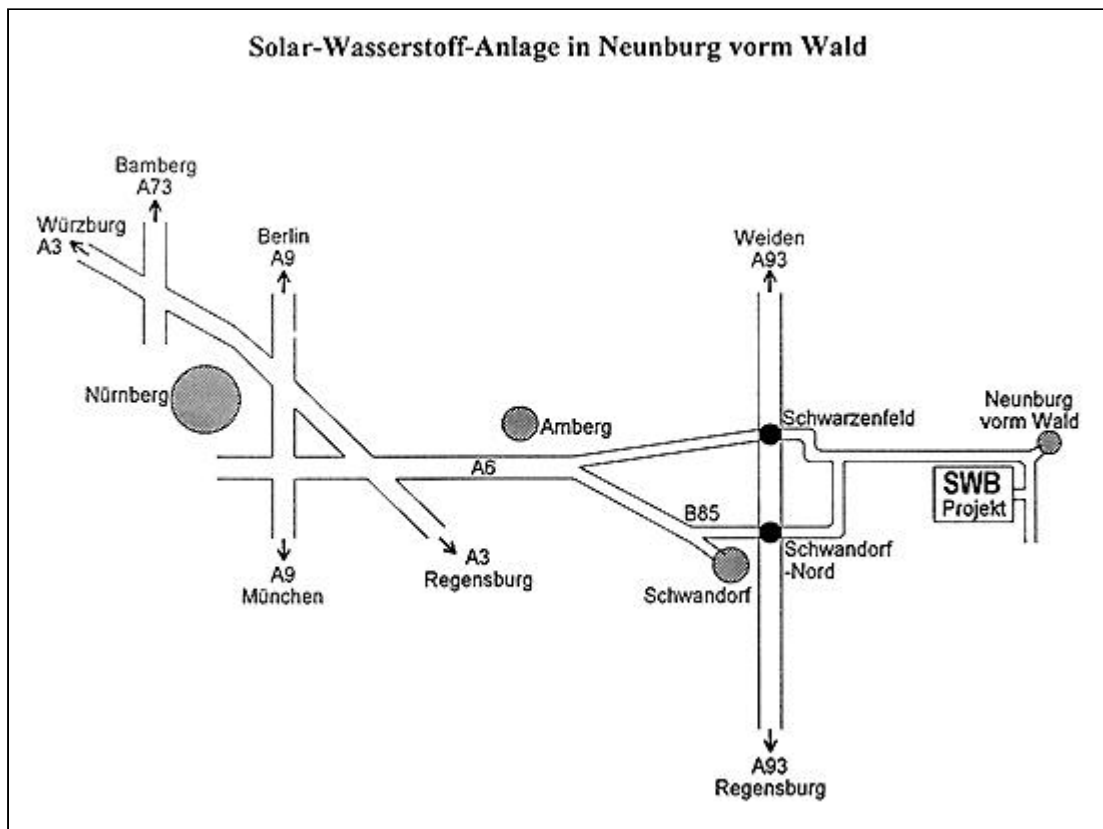 Solar-Wasserstoff-Anlage in Neunburg vorm Wald
Bamberg
A73
Würzburg
A3
Berlin
A9
Weiden
A93
Nürnberg
Amberg
Schwarzenfeld
Neunburg
vorm Wald
A6
SWB
Projekt
B85
A9
München
A3
Regensburg
Schwandorf
Schwandorf
-Nord
A93
Regensburg